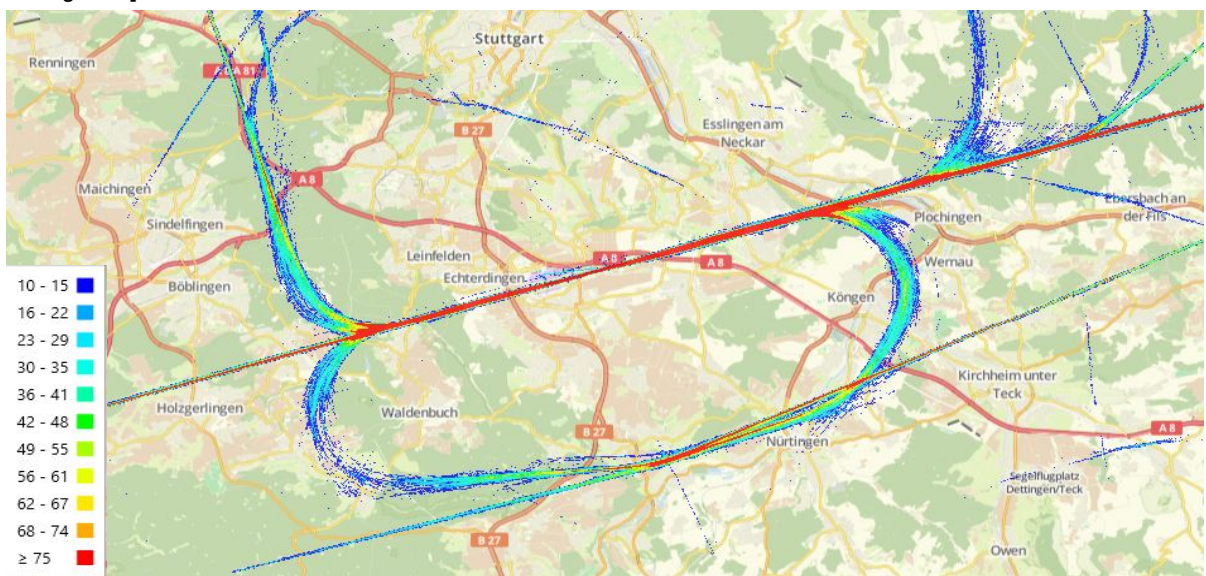 Stuttgart
Renningen
A 81
B 27
Esslingen am
Neckar
A 8
Maichingen
Ebersbach an
der Fils
Sindelfingen
Plochingen
Leinfelden
Wernau
A 8
A 8
Echterdingen
Böblingen
Köngen
Kirchheim unter
Teck
Holzgerlingen
Waldenbuch
B 27
Nürtingen
A 8
Segelflugplatz
Dettingen/Teck
B 27
Owen
10 - 15
16 - 22
23 - 29
30 - 35
36 - 41
42 - 48
49 - 55
56 - 61
62 - 67
68 - 74
≥ 75